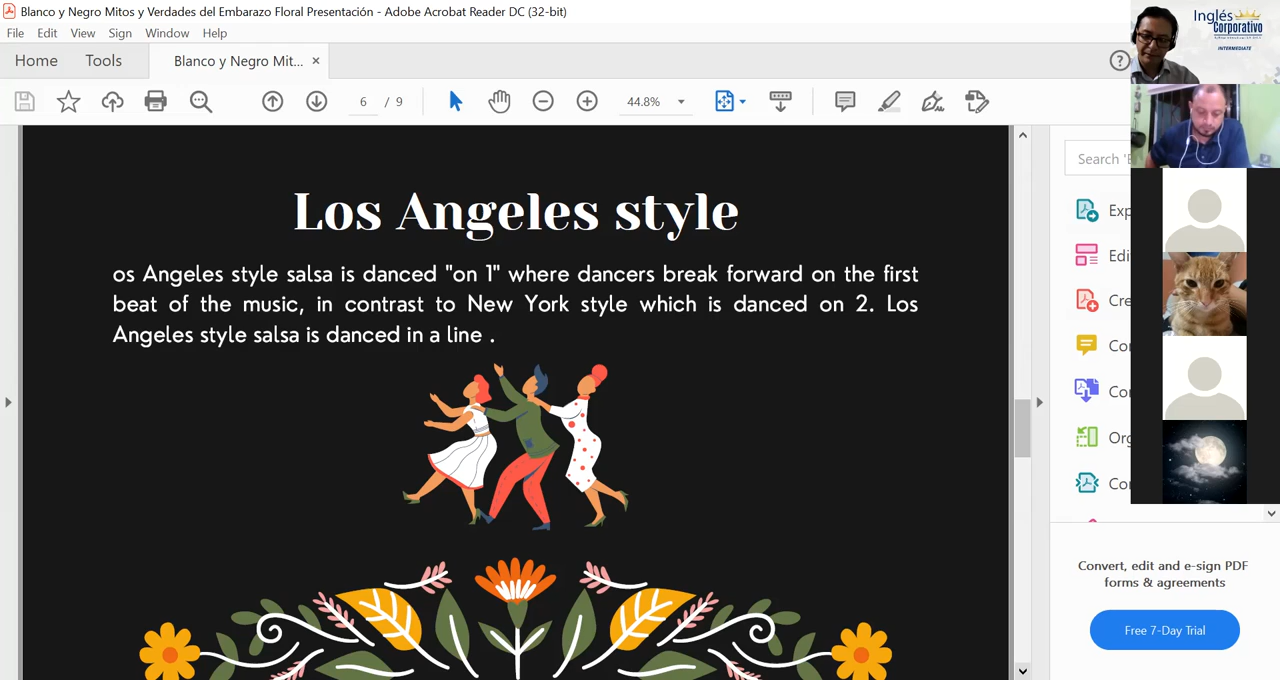 Blanco y Negro Mitos y Verdades del Embarazo Floral Presentación - Adobe Acrobat Reader DC (32-bit)
File Edit View Sign Window Help
Home Tools Blanco y Negro Mit... ×
6 / 9 44.8%
Inglés
Corporativo
INTERMEDIATE
Search 'E
Los Angeles style
os Angeles style salsa is danced "on 1" where dancers break forward on the first
beat of the music, in contrast to New York style which is danced on 2. Los
Angeles style salsa is danced in a line .
Exp
Edi
Cre
Cor
Cor
Org
Cor
Convert, edit and e-sign PDF
forms & agreements
Free 7-Day Trial